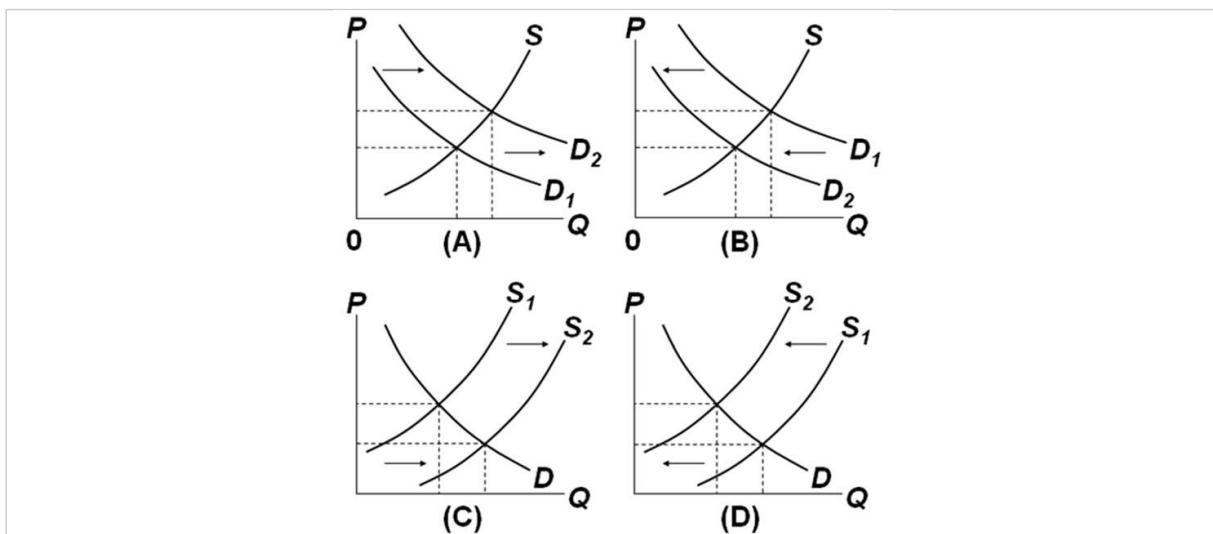 P S P S
D₂ D₁
D₁ D₂
0 (A) Q 0 (B) Q
P S₁ P S₂
S₂ S₁
D D
(C) Q (D) Q